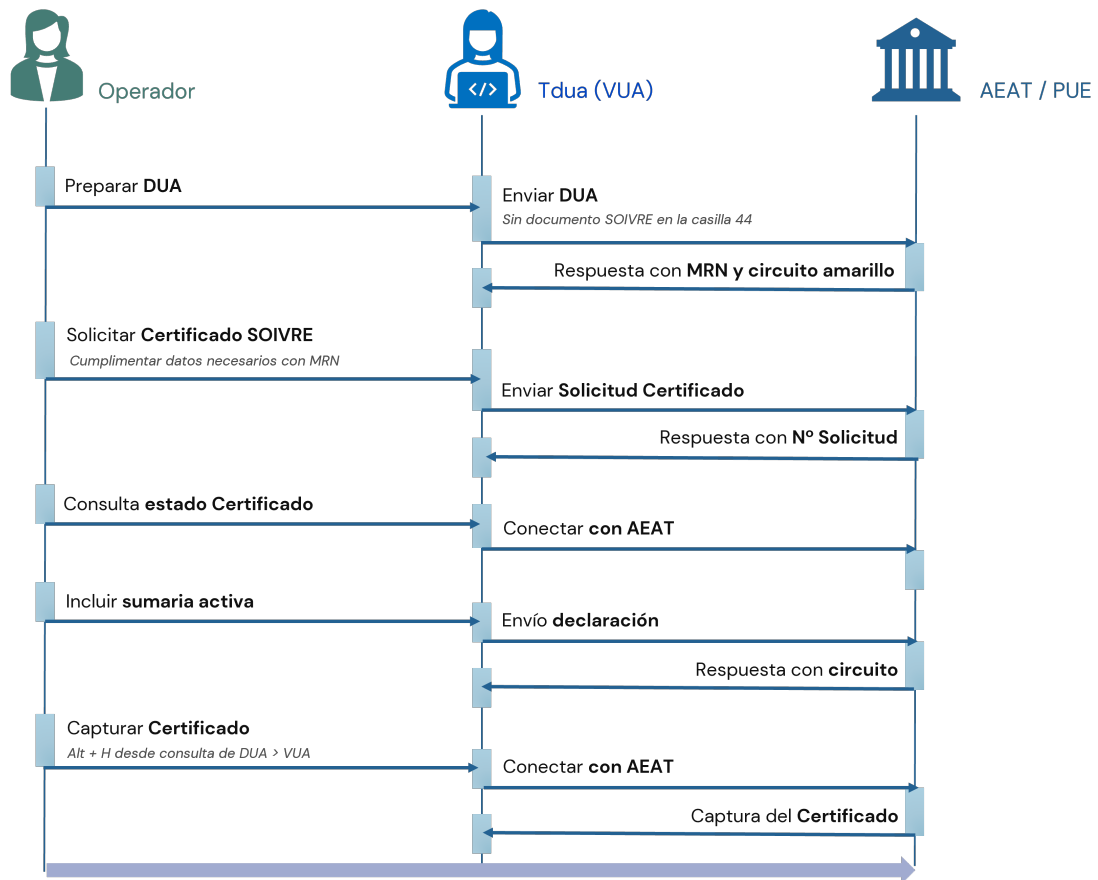 Operador
</>
Tdua (VUA)
AEAT / PUE
Preparar DUA
Enviar DUA
Sin documento SOIVRE en la casilla 44
Respuesta con MRN y circuito amarillo
Solicitar Certificado SOIVRE
Cumplimentar datos necesarios con MRN
Enviar Solicitud Certificado
Respuesta con Nº Solicitud
Consulta estado Certificado
Conectar con AEAT
Incluir sumaria activa
Envío declaración
Respuesta con circuito
Capturar Certificado
Alt + H desde consulta de DUA > VUA
Conectar con AEAT
Captura del Certificado